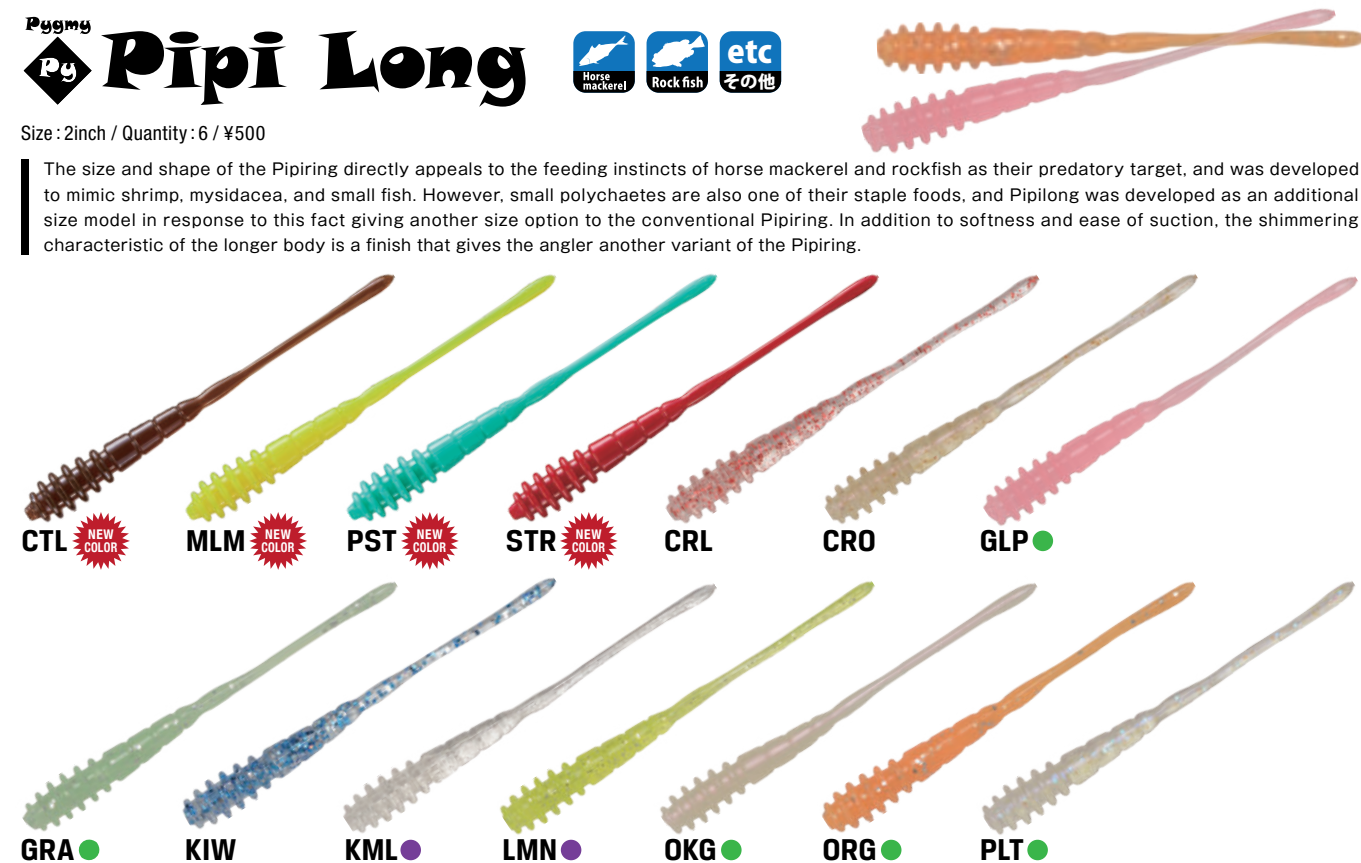 Pygmy
Py
Pipi Long
Horse mackerel
Rock fish
etc
その他
Size : 2inch / Quantity : 6 / ¥500
The size and shape of the Pipiring directly appeals to the feeding instincts of horse mackerel and rockfish as their predatory target, and was developed
to mimic shrimp, mysidacea, and small fish. However, small polychaetes are also one of their staple foods, and Pipilong was developed as an additional
size model in response to this fact giving another size option to the conventional Pipiring. In addition to softness and ease of suction, the shimmering
characteristic of the longer body is a finish that gives the angler another variant of the Pipiring.
CTL NEW COLOR MLM NEW COLOR PST NEW COLOR STR NEW COLOR CRL CRO GLP
GRA KIW KML LMN OKG ORG PLT